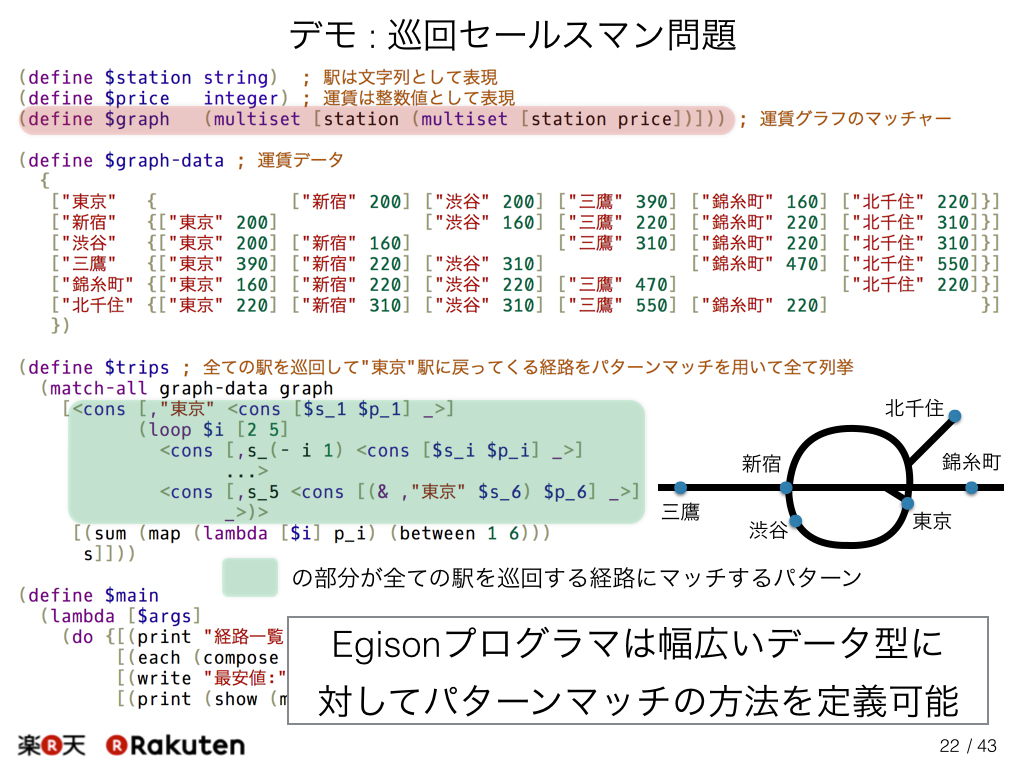 デモ : 巡回セールスマン問題
(define $station string)  ; 駅は文字列として表現
(define $price   integer) ; 運賃は整数値として表現
(define $graph   (multiset [station (multiset [station price])])) ; 運賃グラフのマッチャー
(define $graph-data ; 運賃データ
{
["東京"   {             ["新宿" 200] ["渋谷" 200] ["三鷹" 390] ["錦糸町" 160] ["北千住" 220]}]
["新宿"   {["東京" 200]             ["渋谷" 160] ["三鷹" 220] ["錦糸町" 220] ["北千住" 310]}]
["渋谷"   {["東京" 200] ["新宿" 160]             ["三鷹" 310] ["錦糸町" 220] ["北千住" 310]}]
["三鷹"   {["東京" 390] ["新宿" 220] ["渋谷" 310]             ["錦糸町" 470] ["北千住" 550]}]
["錦糸町" {["東京" 160] ["新宿" 220] ["渋谷" 220] ["三鷹" 470]               ["北千住" 220]}]
["北千住" {["東京" 220] ["新宿" 310] ["渋谷" 310] ["三鷹" 550] ["錦糸町" 220]               }]
})
(define $trips ; 全ての駅を巡回して"東京"駅に戻ってくる経路をパターンマッチを用いて全て列挙
(match-all graph-data graph
[<cons [,"東京" <cons [$s_1 $p_1] _>]
(loop $i [2 5]
<cons [,s_(- i 1) <cons [$s_i $p_i] _>]
...>
<cons [,s_5 <cons [(& ,"東京" $s_6) $p_6] _>]
_>)>
[(sum (map (lambda [$i] p_i) (between 1 6)))
s]]))
北千住
新宿
錦糸町
三鷹
渋谷
東京
の部分が全ての駅を巡回する経路にマッチするパターン
(define $main
(lambda [$args]
(do {[(print "経路一覧
[(each (compose
[(write "最安値:"
[(print (show (m
Egisonプログラマは幅広いデータ型に
対してパターンマッチの方法を定義可能
楽R天 R Rakuten
22 / 43